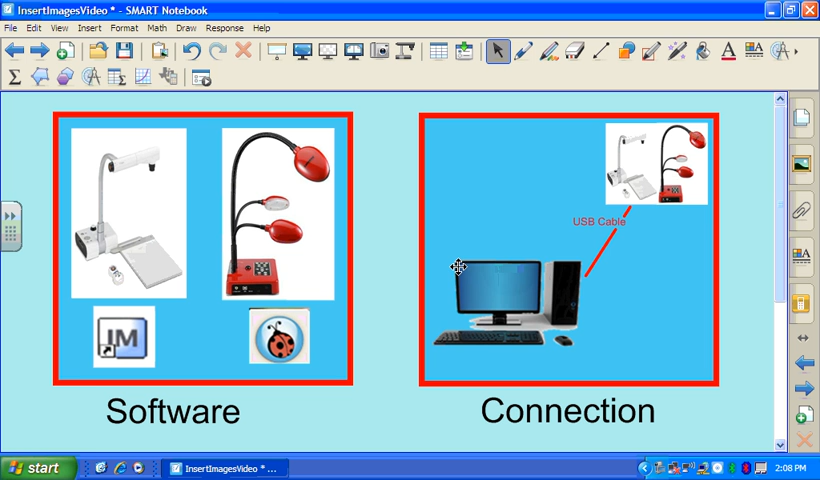 InsertImagesVideo * - SMART Notebook
File Edit View Insert Format Math Draw Response Help
USB Cable
IM
Software
Connection
start
InsertImagesVideo * ...
2:08 PM